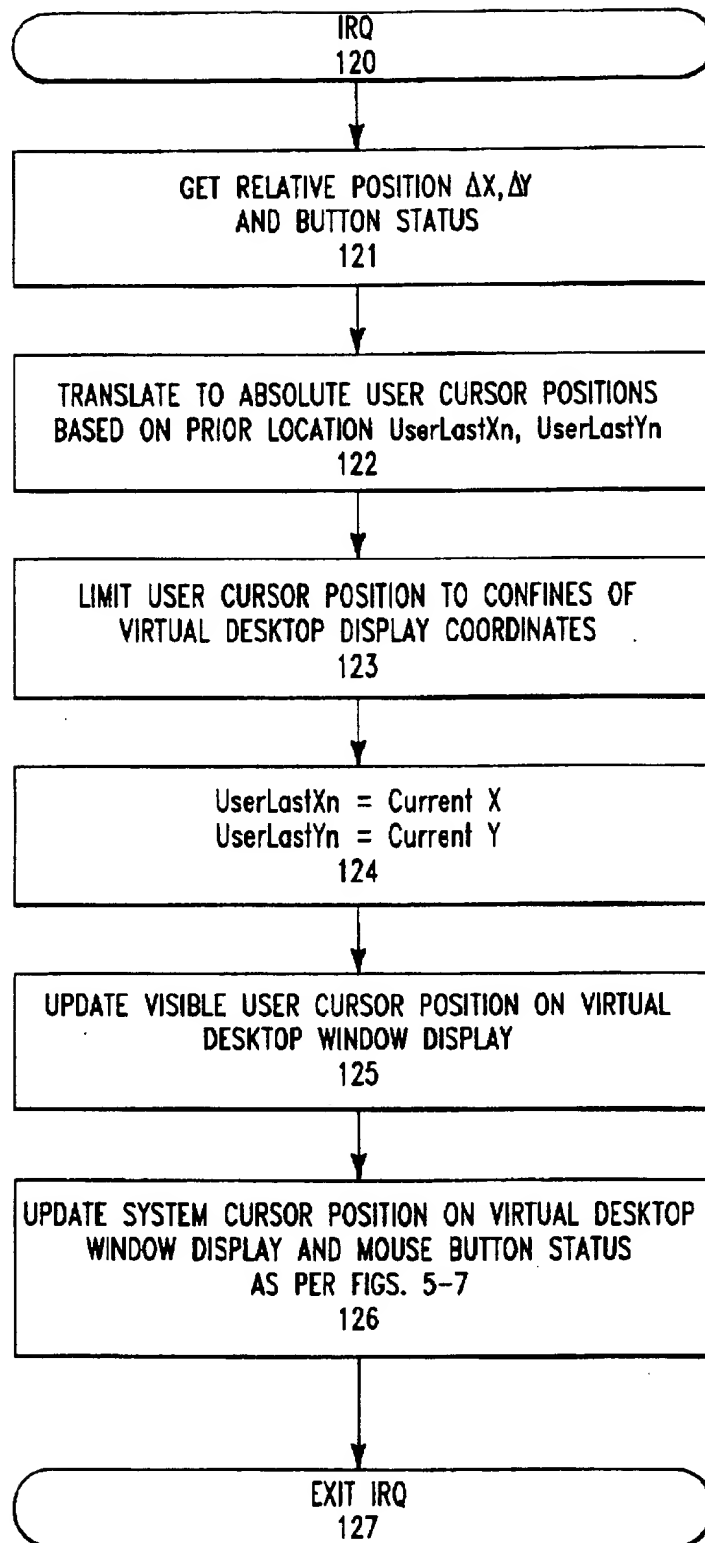 IRQ
120
GET RELATIVE POSITION ΔX,ΔY
AND BUTTON STATUS
121
TRANSLATE TO ABSOLUTE USER CURSOR POSITIONS
BASED ON PRIOR LOCATION UserLastXn, UserLastYn
122
LIMIT USER CURSOR POSITION TO CONFINES OF
VIRTUAL DESKTOP DISPLAY COORDINATES
123
UserLastXn = Current X
UserLastYn = Current Y
124
UPDATE VISIBLE USER CURSOR POSITION ON VIRTUAL
DESKTOP WINDOW DISPLAY
125
UPDATE SYSTEM CURSOR POSITION ON VIRTUAL DESKTOP
WINDOW DISPLAY AND MOUSE BUTTON STATUS
AS PER FIGS. 5-7
126
EXIT IRQ
127